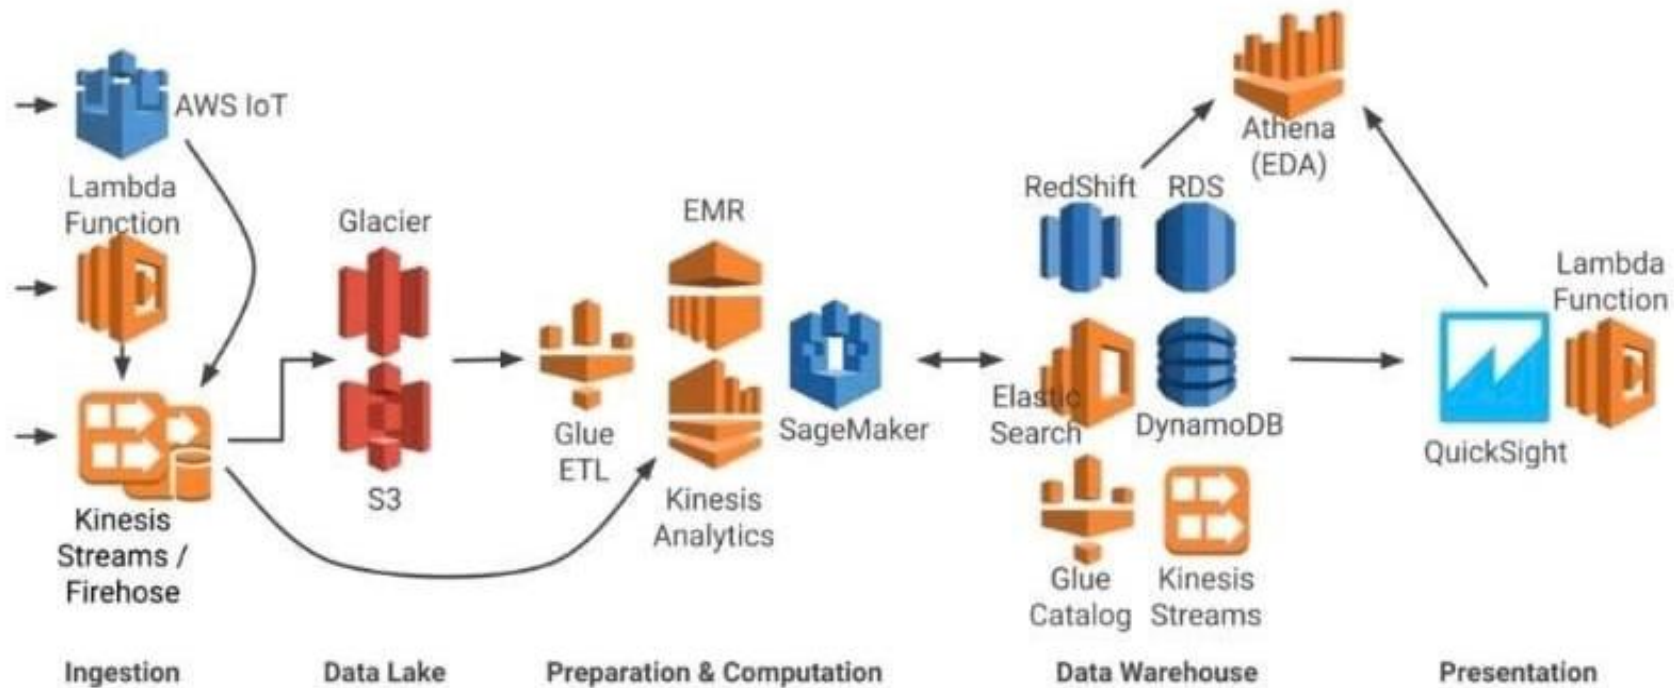 AWS IoT
Lambda
Function
Kinesis
Streams /
Firehose
Ingestion
Glacier
S3
Data Lake
Glue
ETL
EMR
Kinesis
Analytics
SageMaker
Preparation & Computation
RedShift
RDS
Elastic
Search
DynamoDB
Glue
Catalog
Kinesis
Streams
Data Warehouse
Athena
(EDA)
QuickSight
Lambda
Function
Presentation